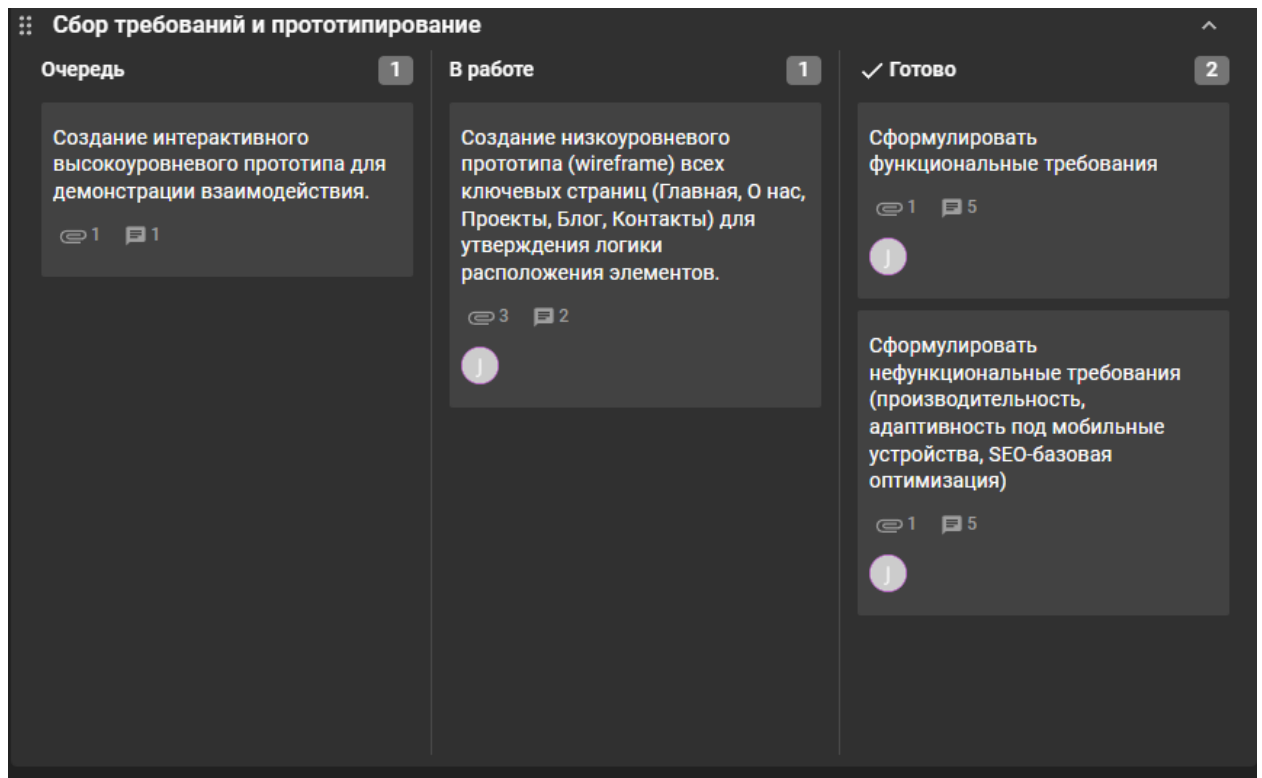 Сбор требований и прототипирование
Очередь 1
Создание интерактивного
высокоуровневого прототипа для
демонстрации взаимодействия.
1 1
В работе 1
Создание низкоуровневого
прототипа (wireframe) всех
ключевых страниц (Главная, О нас,
Проекты, Блог, Контакты) для
утверждения логики
расположения элементов.
3 2
J
Готово 2
Сформулировать
функциональные требования
1 5
J
Сформулировать
нефункциональные требования
(производительность,
адаптивность под мобильные
устройства, SEO-базовая
оптимизация)
1 5
J